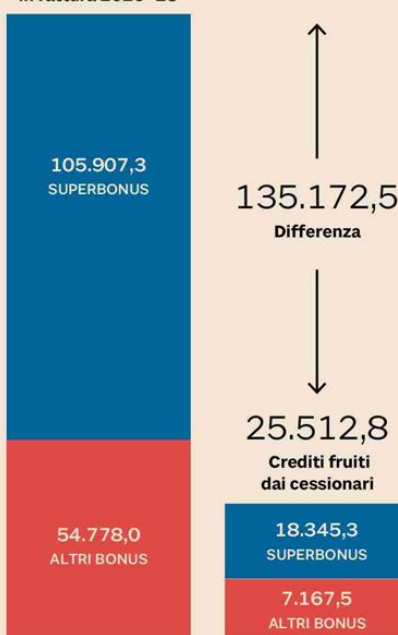 105.907,3
SUPERBONUS
135.172,5
Differenza
25.512,8
Crediti fruiti
dai cessionari
54.778,0
ALTRI BONUS
18.345,3
SUPERBONUS
7.167,5
ALTRI BONUS